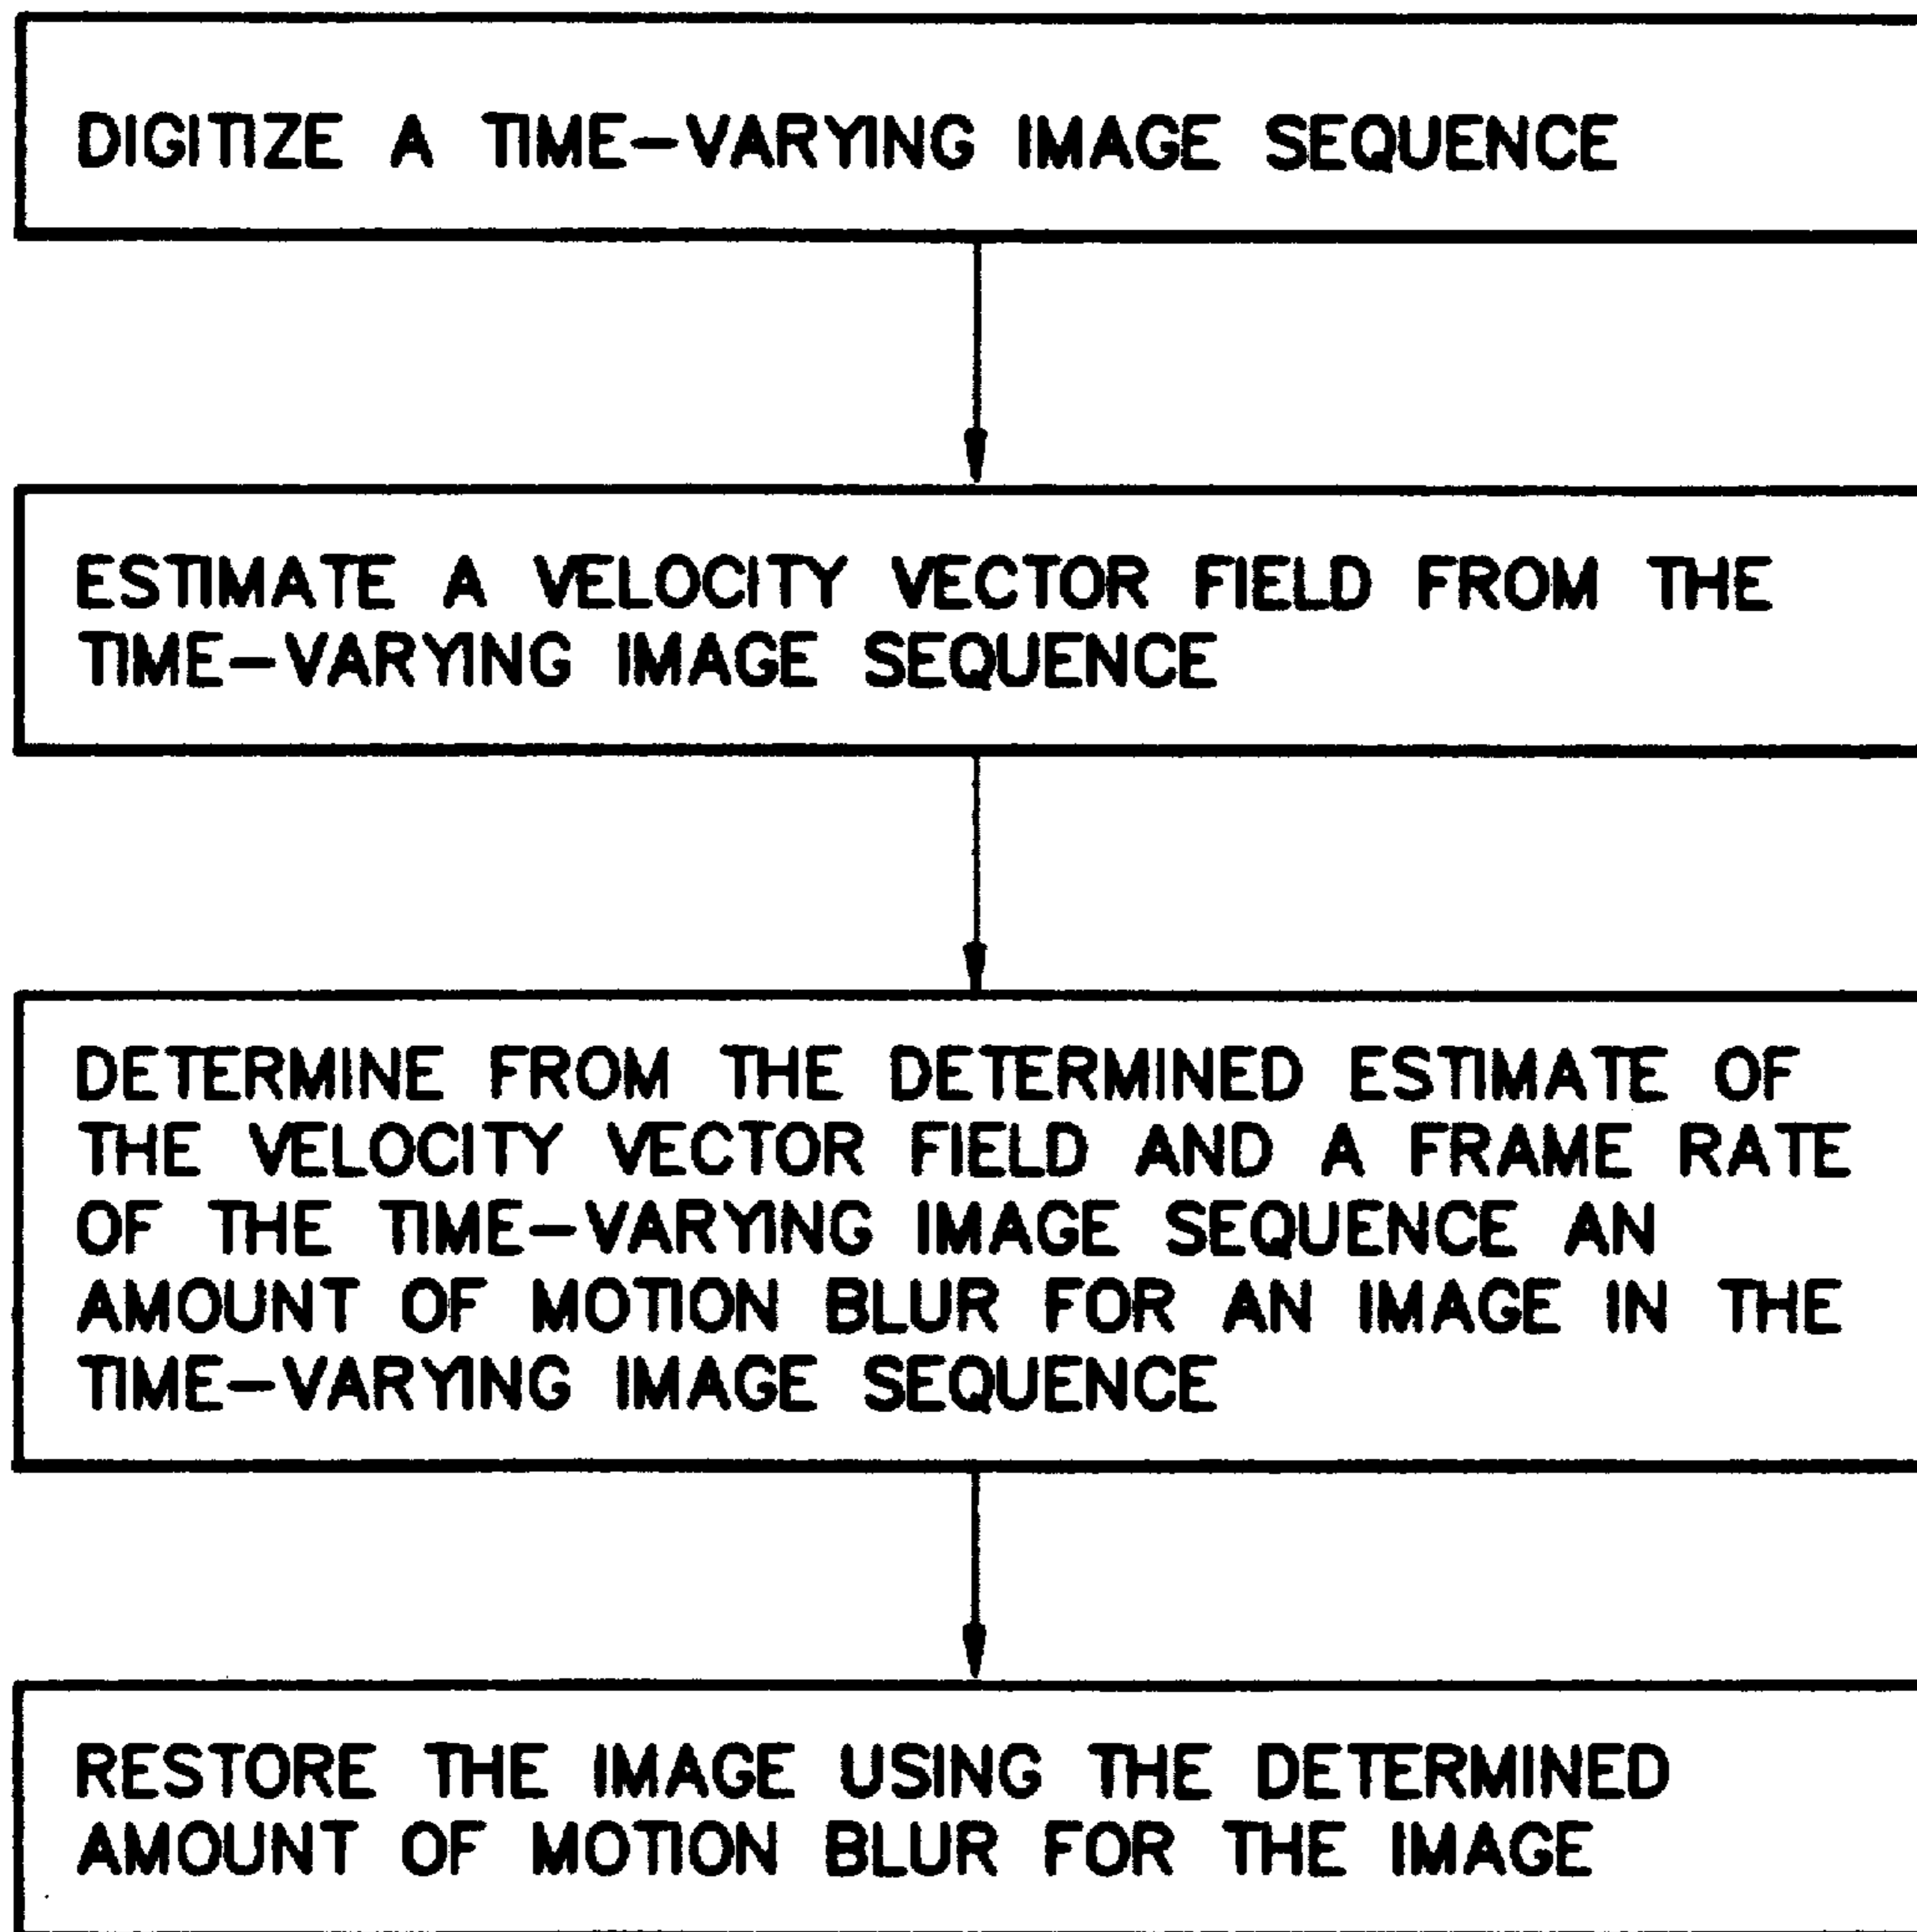 DIGITIZE A TIME-VARYING IMAGE SEQUENCE
ESTIMATE A VELOCITY VECTOR FIELD FROM THE
TIME-VARYING IMAGE SEQUENCE
DETERMINE FROM THE DETERMINED ESTIMATE OF
THE VELOCITY VECTOR FIELD AND A FRAME RATE
OF THE TIME-VARYING IMAGE SEQUENCE AN
AMOUNT OF MOTION BLUR FOR AN IMAGE IN THE
TIME-VARYING IMAGE SEQUENCE
RESTORE THE IMAGE USING THE DETERMINED
AMOUNT OF MOTION BLUR FOR THE IMAGE